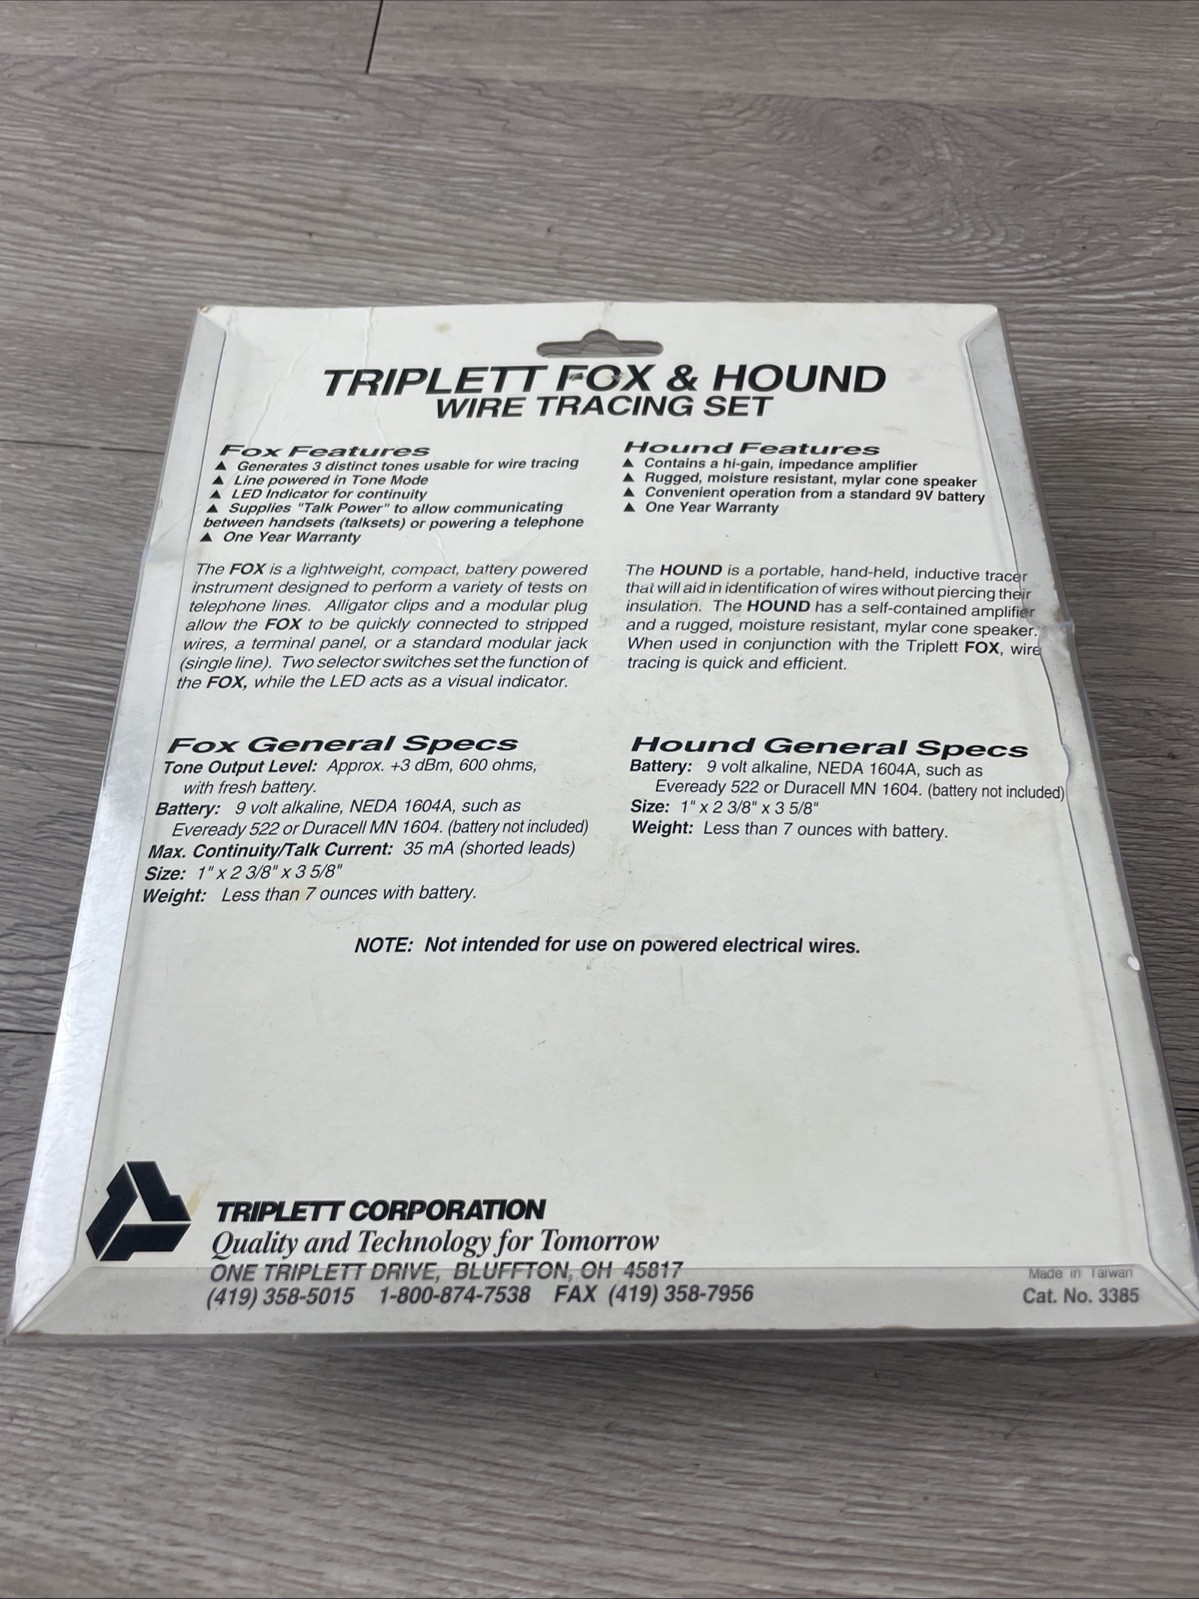 TRIPLETT FOX & HOUND
WIRE TRACING SET
Fox Features
▲ Generates 3 distinct tones usable for wire tracing
▲ Line powered in Tone Mode
▲ LED Indicator for continuity
▲ Supplies "Talk Power" to allow communicating
between handsets (talksets) or powering a telephone
▲ One Year Warranty
The FOX is a lightweight, compact, battery powered
instrument designed to perform a variety of tests on
telephone lines. Alligator clips and a modular plug
allow the FOX to be quickly connected to stripped
wires, a terminal panel, or a standard modular jack
(single line). Two selector switches set the function of
the FOX, while the LED acts as a visual indicator.
Hound Features
▲ Contains a hi-gain, impedance amplifier
▲ Rugged, moisture resistant, mylar cone speaker
▲ Convenient operation from a standard 9V battery
▲ One Year Warranty
The HOUND is a portable, hand-held, inductive tracer
that will aid in identification of wires without piercing their
insulation. The HOUND has a self-contained amplifier
and a rugged, moisture resistant, mylar cone speaker.
When used in conjunction with the Triplett FOX, wire
tracing is quick and efficient.
Fox General Specs
Tone Output Level: Approx. +3 dBm, 600 ohms,
with fresh battery.
Battery: 9 volt alkaline, NEDA 1604A, such as
Eveready 522 or Duracell MN 1604. (battery not included)
Max. Continuity/Talk Current: 35 mA (shorted leads)
Size: 1" x 2 3/8" x 3 5/8"
Weight: Less than 7 ounces with battery.
Hound General Specs
Battery: 9 volt alkaline, NEDA 1604A, such as
Eveready 522 or Duracell MN 1604. (battery not included)
Size: 1" x 2 3/8" x 3 5/8"
Weight: Less than 7 ounces with battery.
NOTE: Not intended for use on powered electrical wires.
TRIPLETT CORPORATION
Quality and Technology for Tomorrow
ONE TRIPLETT DRIVE, BLUFFTON, OH 45817
(419) 358-5015 1-800-874-7538 FAX (419) 358-7956
Made in Taiwan
Cat. No. 3385